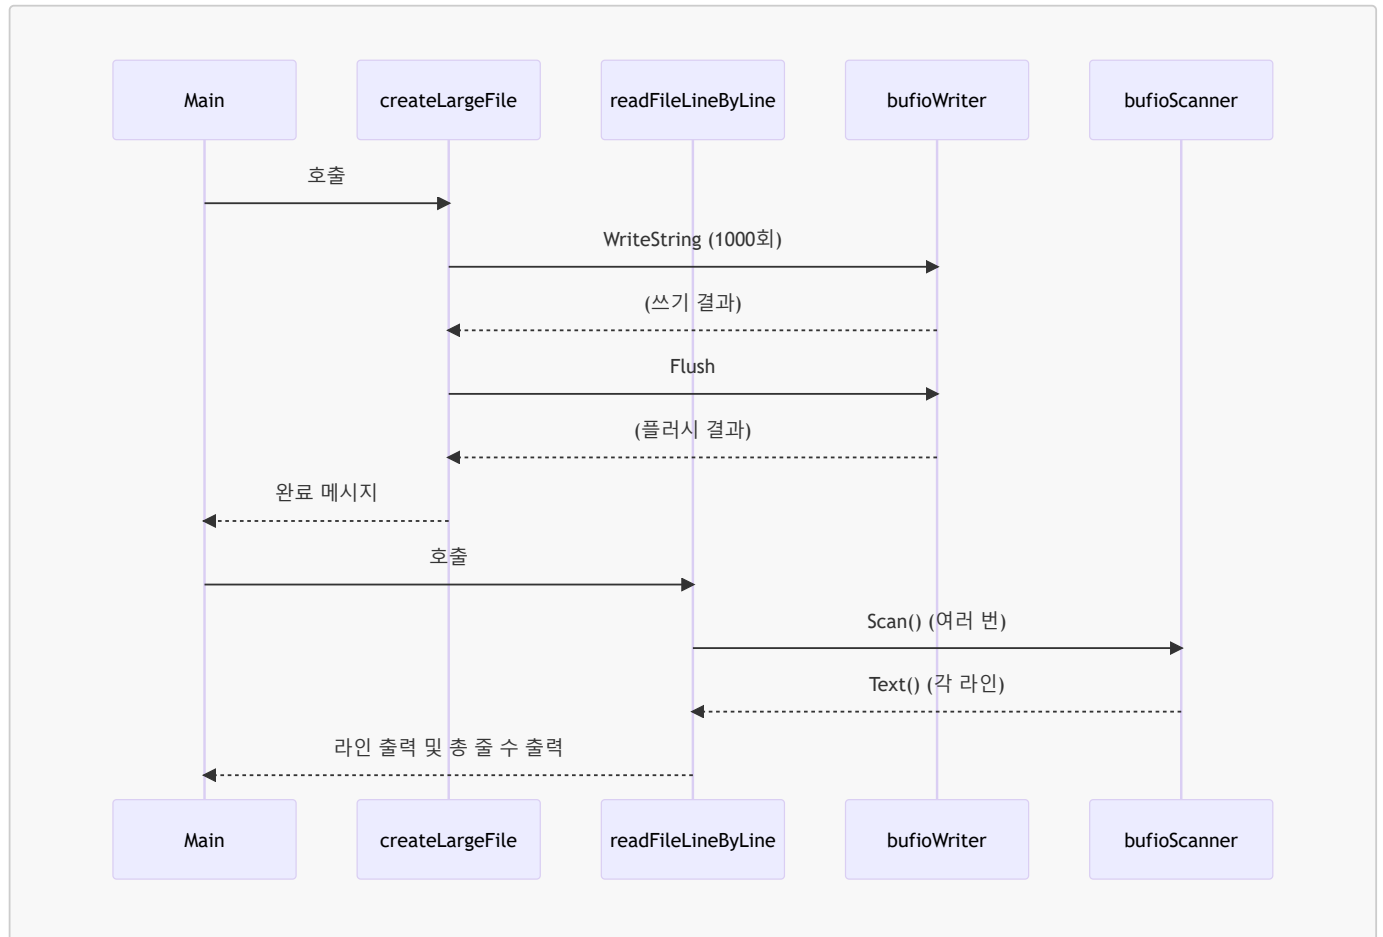 Main
createLargeFile
readFileLineByLine
bufioWriter
bufioScanner
호출
WriteString (1000회)
(쓰기 결과)
Flush
(플러시 결과)
완료 메시지
호출
Scan() (여러 번)
Text() (각 라인)
라인 출력 및 총 줄 수 출력
Main
createLargeFile
readFileLineByLine
bufioWriter
bufioScanner